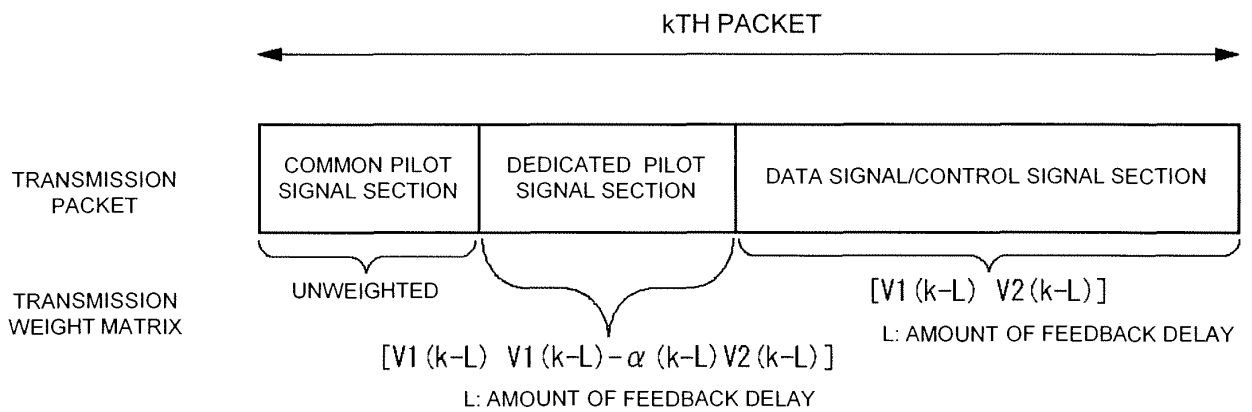 kTH PACKET
TRANSMISSION
PACKET
COMMON PILOT
SIGNAL SECTION
DEDICATED PILOT
SIGNAL SECTION
DATA SIGNAL/CONTROL SIGNAL SECTION
TRANSMISSION
WEIGHT MATRIX
UNWEIGHTED
[V1(k-L) V1(k-L)-α(k-L)V2(k-L)]
L: AMOUNT OF FEEDBACK DELAY
[V1(k-L) V2(k-L)]
L: AMOUNT OF FEEDBACK DELAY